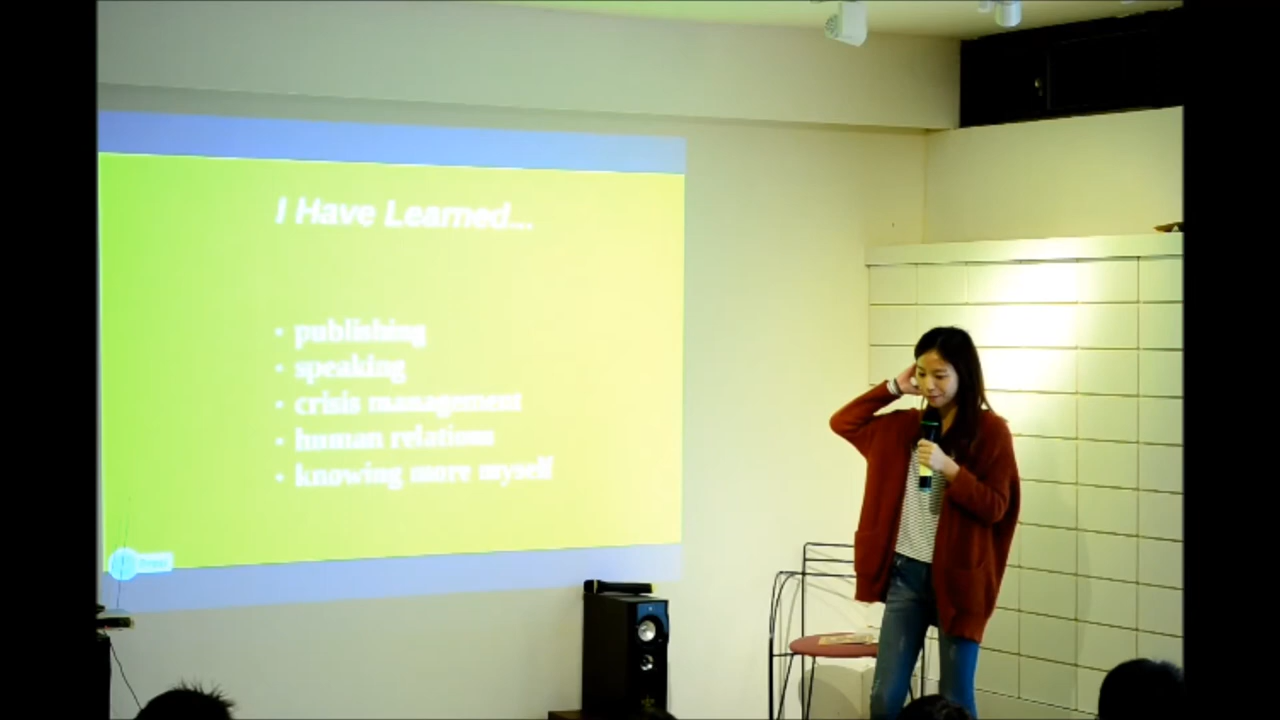 I Have Learned...
• publishing
• speaking
• crisis management
• human relations
• knowing more myself